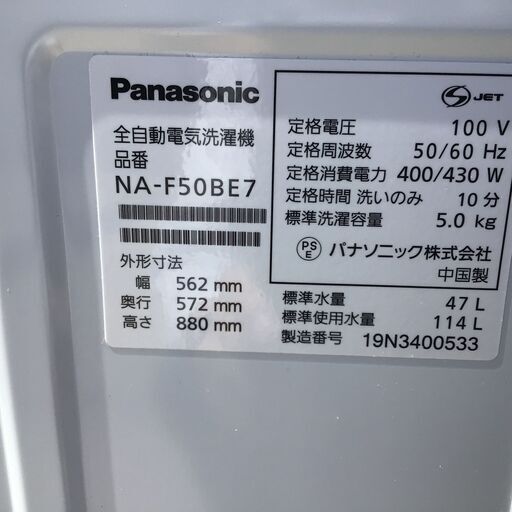 Panasonic
全自動電気洗濯機
品番
NA-F50BE7
外形寸法
幅 562 mm
奥行 572 mm
高さ 880 mm
S JET
定格電圧 100 V
定格周波数 50/60 Hz
定格消費電力 400/430 W
定格時間 洗いのみ 10 分
標準洗濯容量 5.0 kg
PSE パナソニック株式会社
中国製
標準水量 47 L
標準使用水量 114 L
製造番号 19N3400533